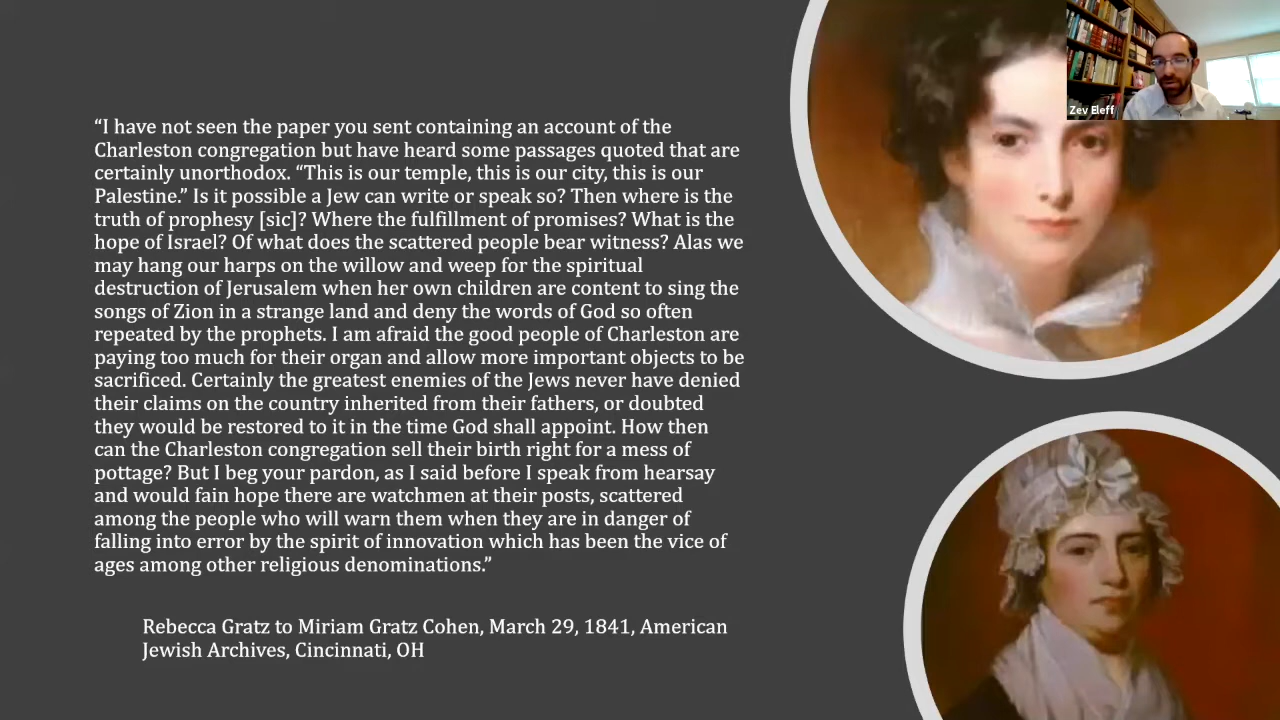 “I have not seen the paper you sent containing an account of the
Charleston congregation but have heard some passages quoted that are
certainly unorthodox. “This is our temple, this is our city, this is our
Palestine.” Is it possible a Jew can write or speak so? Then where is the
truth of prophesy [sic]? Where the fulfillment of promises? What is the
hope of Israel? Of what does the scattered people bear witness? Alas we
may hang our harps on the willow and weep for the spiritual
destruction of Jerusalem when her own children are content to sing the
songs of Zion in a strange land and deny the words of God so often
repeated by the prophets. I am afraid the good people of Charleston are
paying too much for their organ and allow more important objects to be
sacrificed. Certainly the greatest enemies of the Jews never have denied
their claims on the country inherited from their fathers, or doubted
they would be restored to it in the time God shall appoint. How then
can the Charleston congregation sell their birth right for a mess of
pottage? But I beg your pardon, as I said before I speak from hearsay
and would fain hope there are watchmen at their posts, scattered
among the people who will warn them when they are in danger of
falling into error by the spirit of innovation which has been the vice of
ages among other religious denominations.”
Rebecca Gratz to Miriam Gratz Cohen, March 29, 1841, American
Jewish Archives, Cincinnati, OH
Zev Eleff